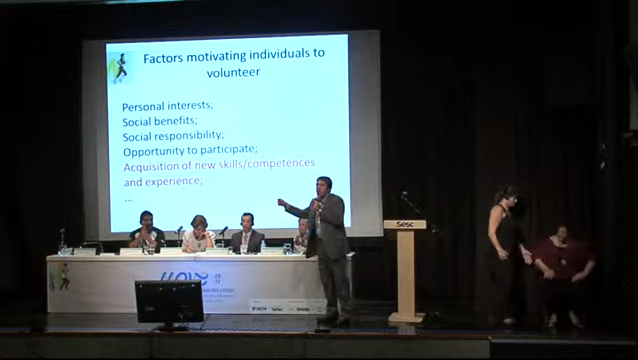 Factors motivating individuals to
volunteer
Personal interests;
Social benefits;
Social responsibility;
Opportunity to participate;
Acquisition of new skills/competences
and experience;
...
Sesc